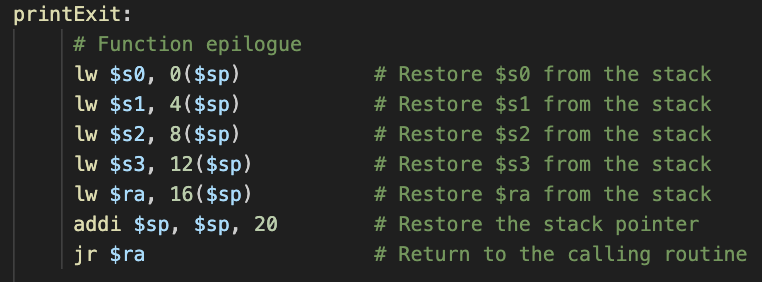 printExit:
# Function epilogue
lw $s0, 0($sp) # Restore $s0 from the stack
lw $s1, 4($sp) # Restore $s1 from the stack
lw $s2, 8($sp) # Restore $s2 from the stack
lw $s3, 12($sp) # Restore $s3 from the stack
lw $ra, 16($sp) # Restore $ra from the stack
addi $sp, $sp, 20 # Restore the stack pointer
jr $ra # Return to the calling routine